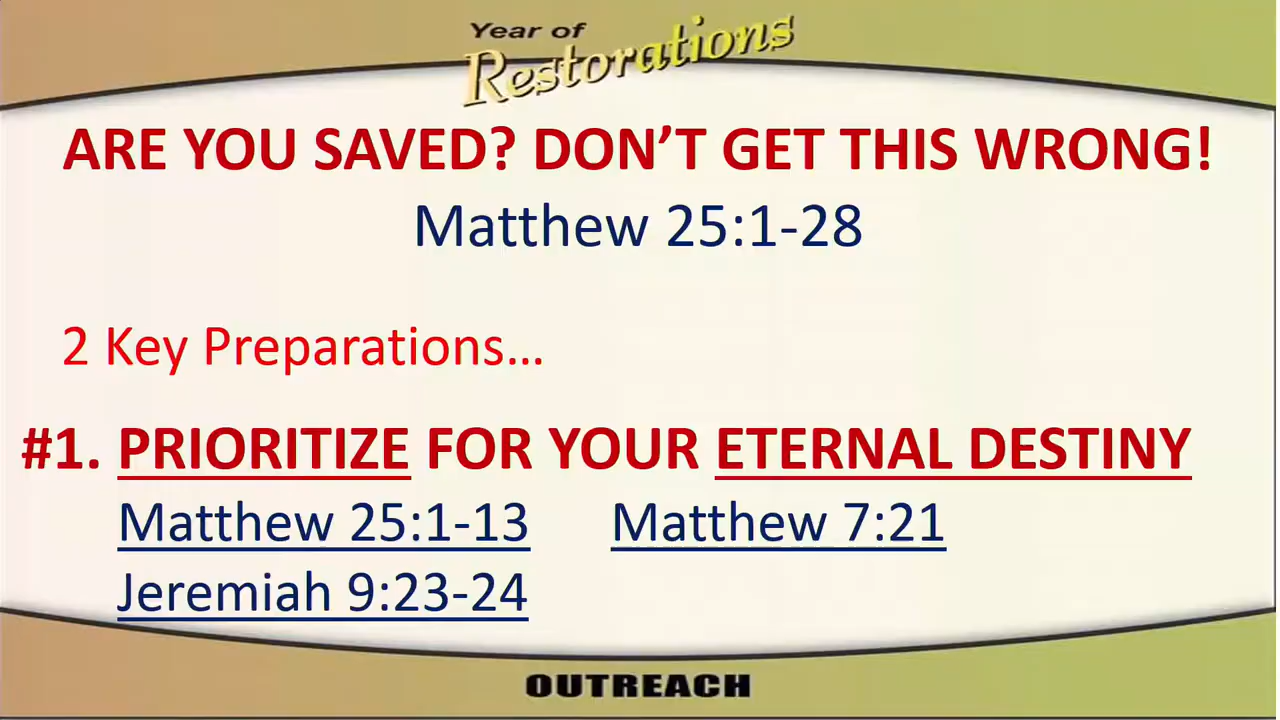 Year of
Restorations
ARE YOU SAVED? DON'T GET THIS WRONG!
Matthew 25:1-28
2 Key Preparations...
#1. PRIORITIZE FOR YOUR ETERNAL DESTINY
Matthew 25:1-13 Matthew 7:21
Jeremiah 9:23-24
OUTREACH